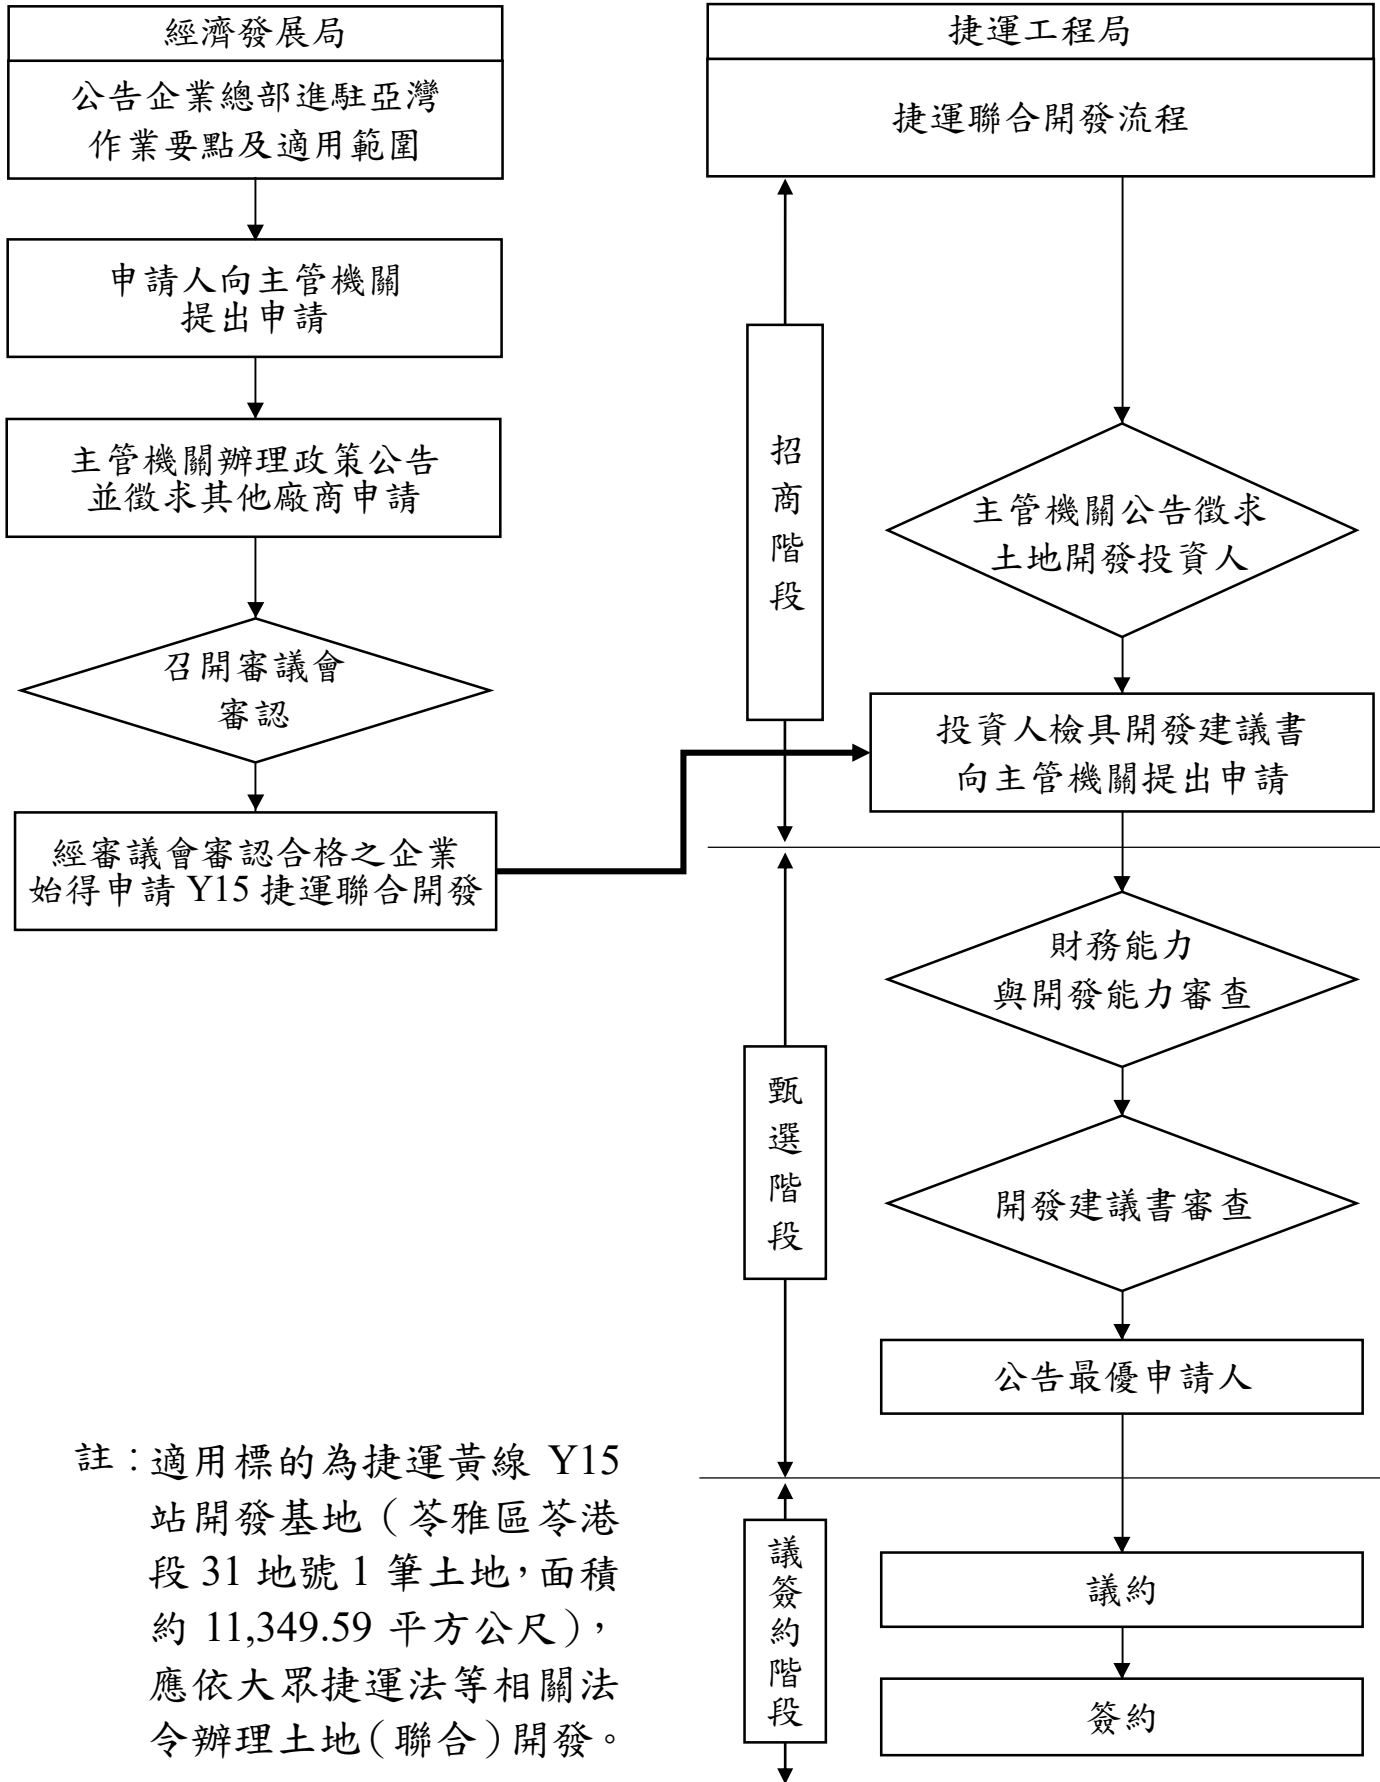 經濟發展局
公告企業總部進駐亞灣
作業要點及適用範圍
申請人向主管機關
提出申請
主管機關辦理政策公告
並徵求其他廠商申請
召開審議會
審認
經審議會審認合格之企業
始得申請 Y15 捷運聯合開發
捷運工程局
捷運聯合開發流程
招商階段
主管機關公告徵求
土地開發投資人
投資人檢具開發建議書
向主管機關提出申請
甄選階段
財務能力
與開發能力審查
開發建議書審查
公告最優申請人
議簽約階段
議約
簽約
註：適用標的為捷運黃線 Y15
站開發基地（苓雅區苓港
段 31 地號 1 筆土地，面積
約 11,349.59 平方公尺），
應依大眾捷運法等相關法
令辦理土地（聯合）開發。